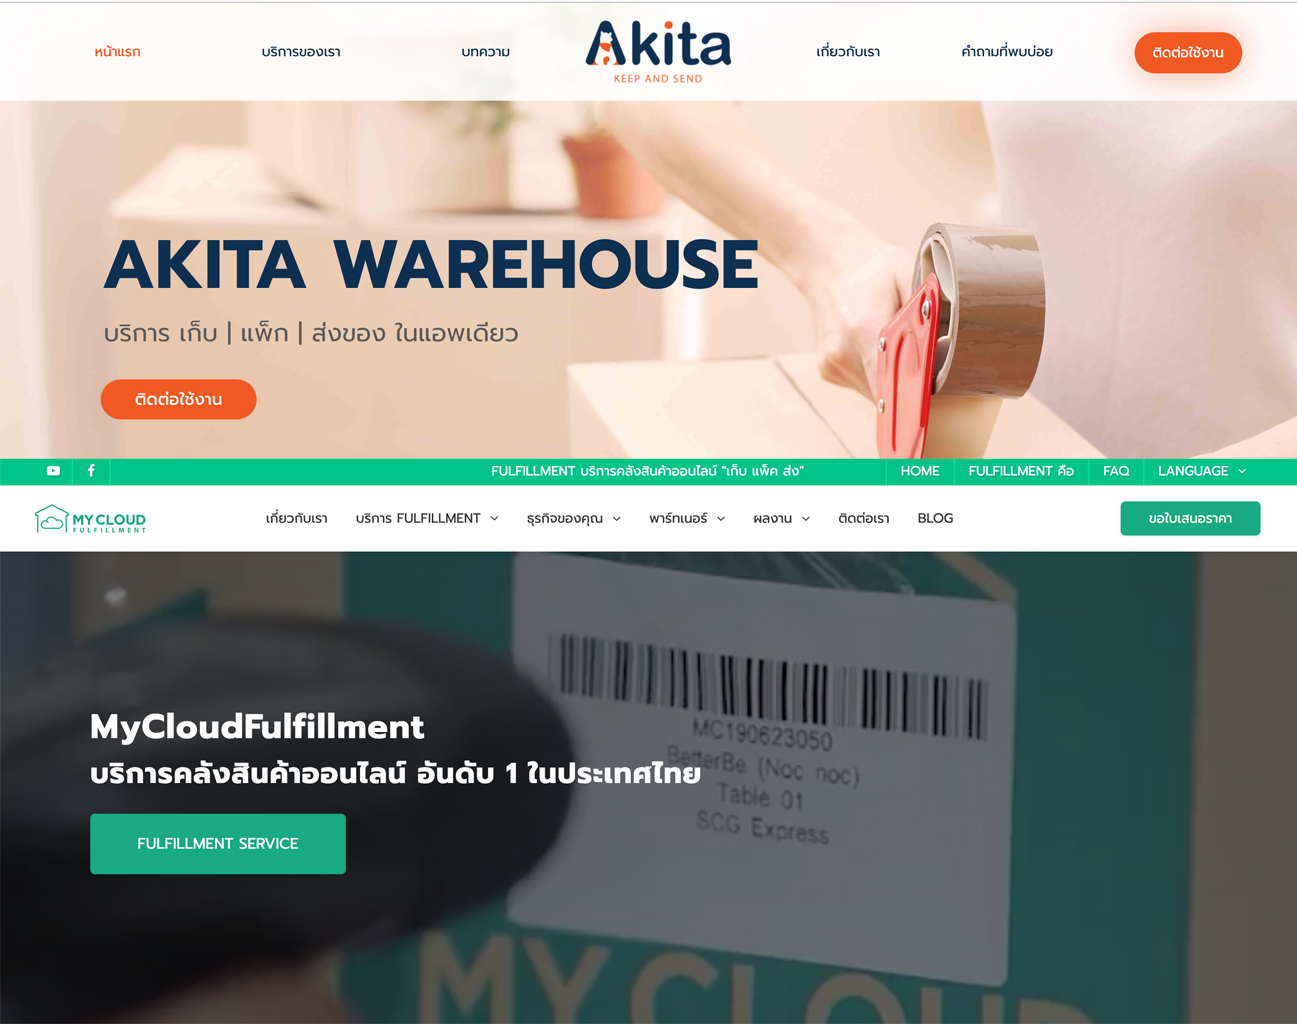 หน้าแรก
บริการของเรา
บทความ
Akita
KEEP AND SEND
เกี่ยวกับเรา
คำถามที่พบบ่อย
ติดต่อใช้งาน
AKITA WAREHOUSE
บริการ เก็บ | แพ็ก | ส่งของ ในแอพเดียว
ติดต่อใช้งาน
FULFILLMENT บริการคลังสินค้าออนไลน์ "เก็บ แพ็ค ส่ง"
HOME
FULFILLMENT คือ
FAQ
LANGUAGE
MY CLOUD
FULFILLMENT
เกี่ยวกับเรา
บริการ FULFILLMENT
ธุรกิจของคุณ
พาร์ทเนอร์
ผลงาน
ติดต่อเรา
BLOG
ขอใบเสนอราคา
MC190623050
BetterBe (Noc noc)
Table 01
SCG Express
MyCloudFulfillment
บริการคลังสินค้าออนไลน์ อันดับ 1 ในประเทศไทย
FULFILLMENT SERVICE
MY CLOUD